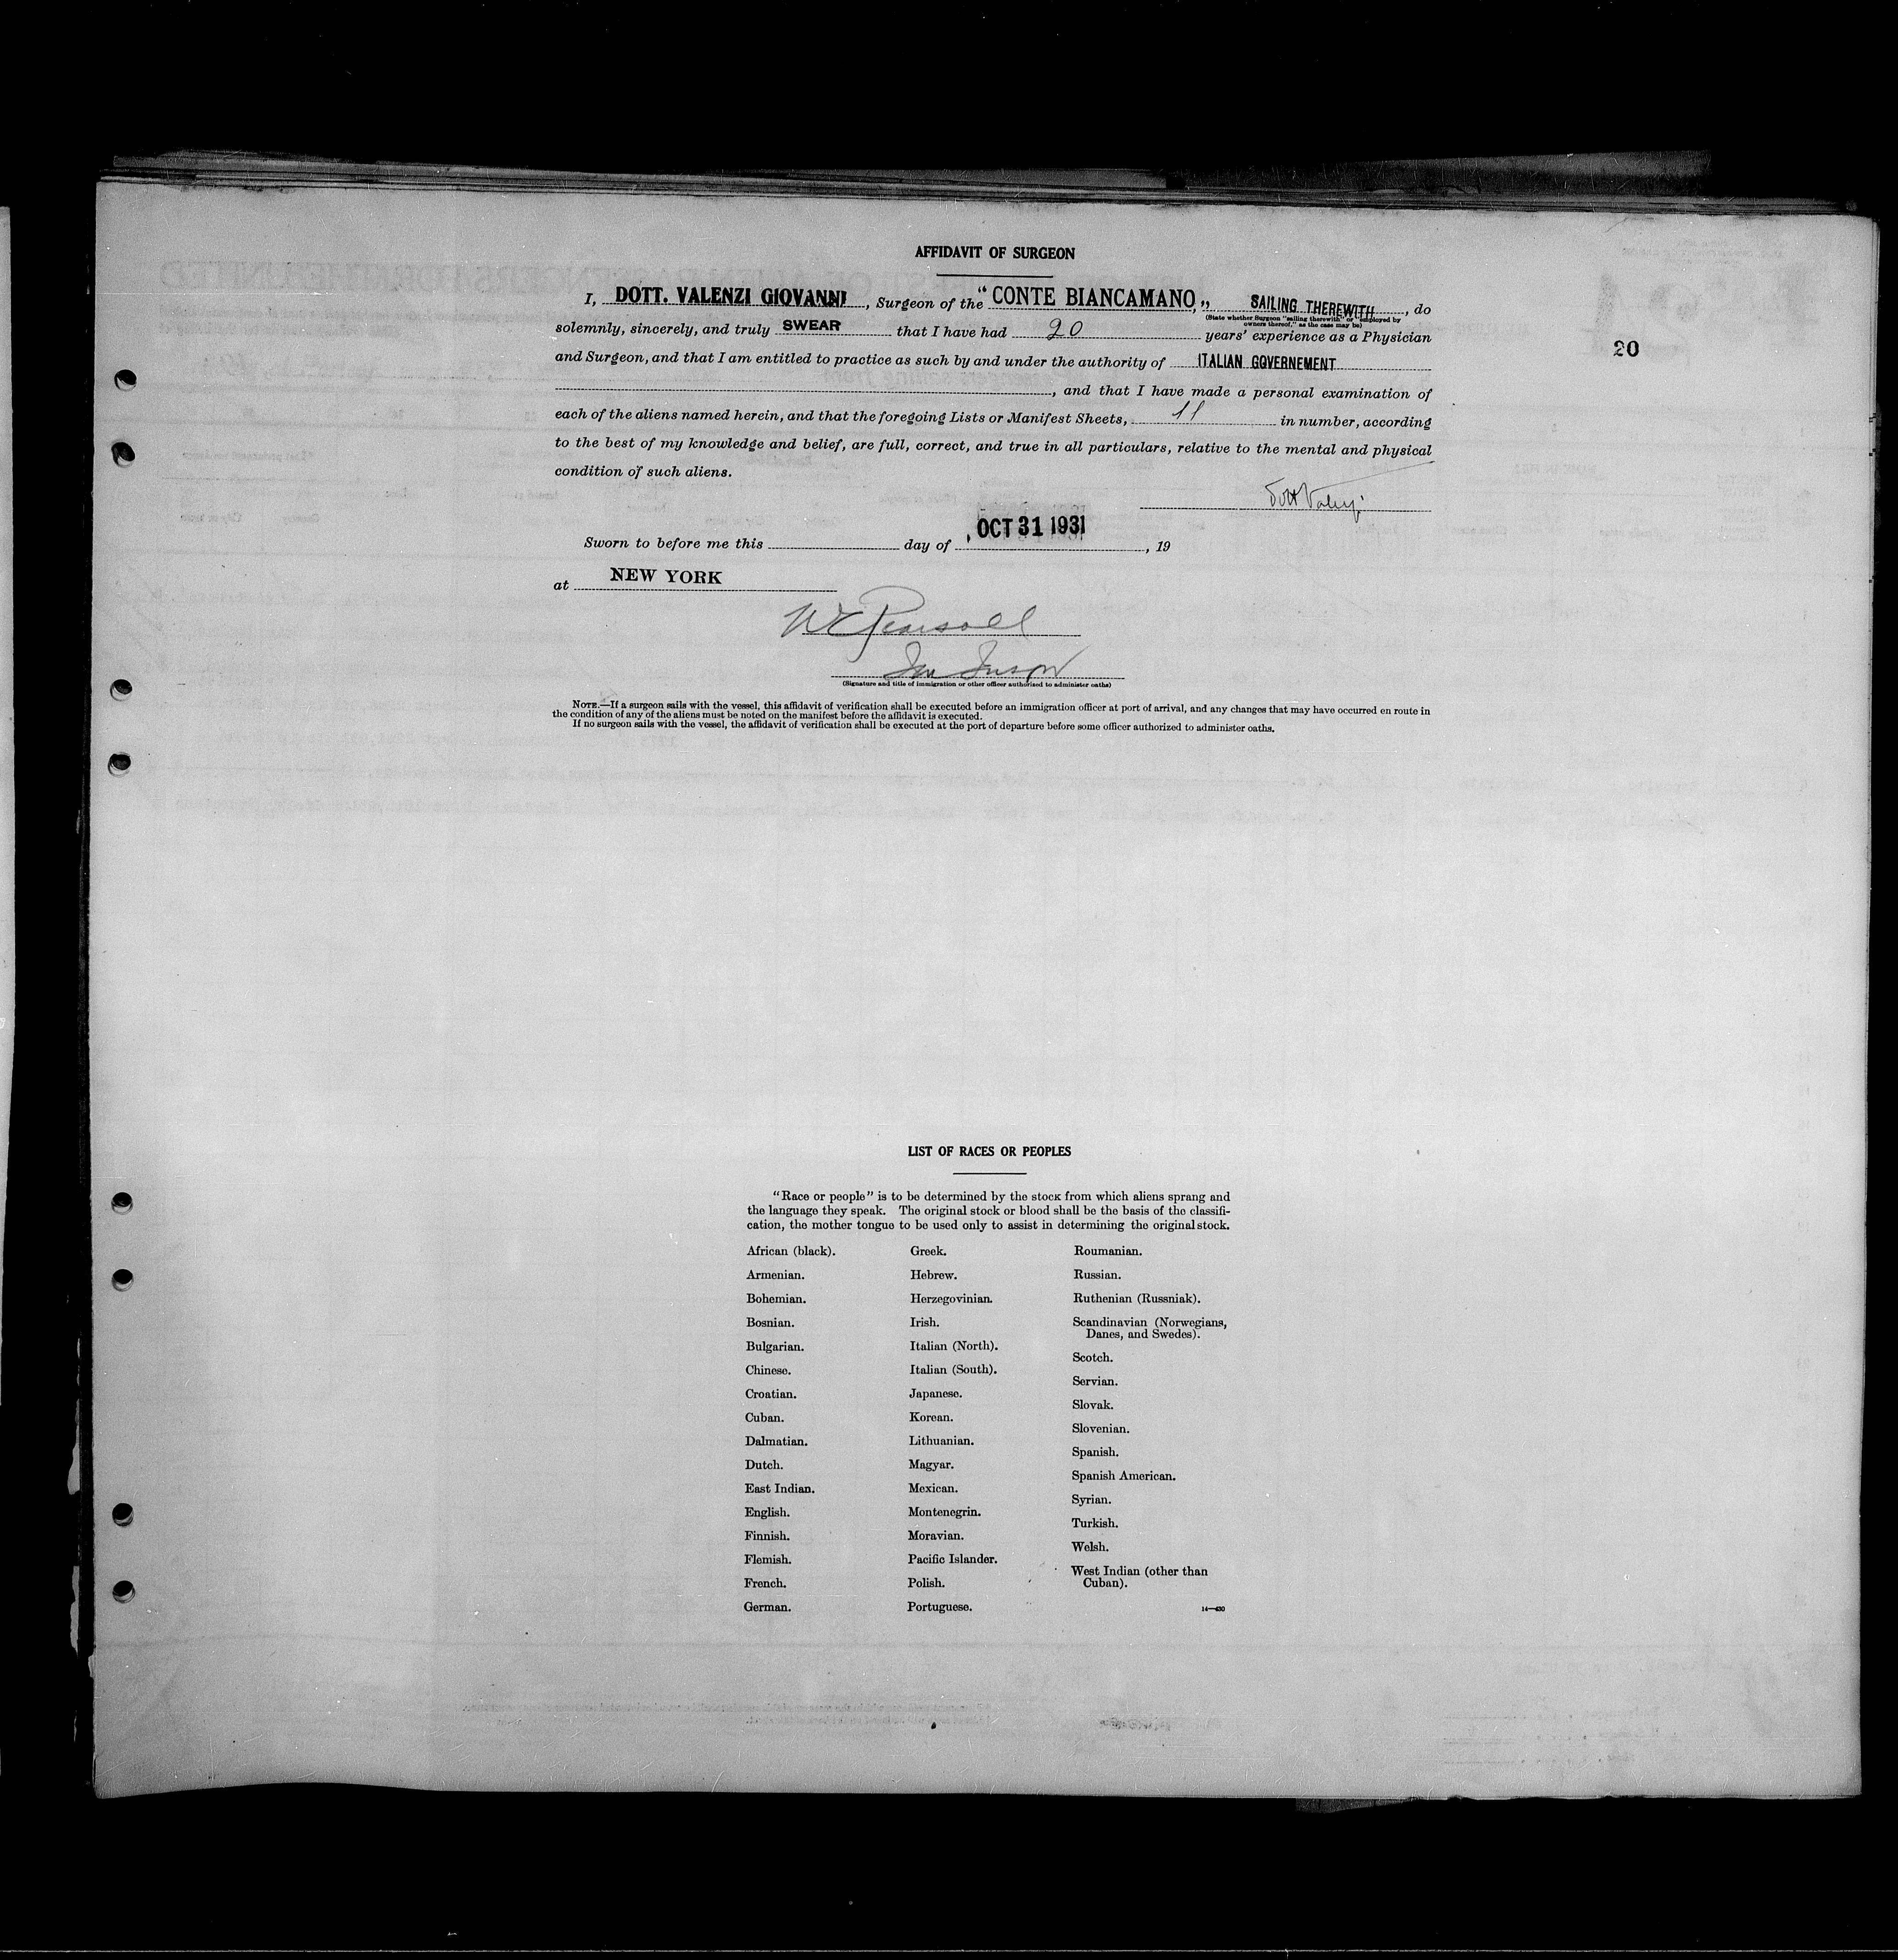 AFFIDAVIT OF SURGEON
I, DOTT. VALENZI GIOVANNI, Surgeon of the "CONTE BIANCAMANO," SAILING THEREWITH, do
(State whether Surgeon "sailing therewith" or "employed by
owners thereof," as the case may be)
solemnly, sincerely, and truly SWEAR that I have had 20 years' experience as a Physician
and Surgeon, and that I am entitled to practice as such by and under the authority of ITALIAN GOVERNEMENT
, and that I have made a personal examination of
each of the aliens named herein, and that the foregoing Lists or Manifest Sheets, 11 in number, according
to the best of my knowledge and belief, are full, correct, and true in all particulars, relative to the mental and physical
condition of such aliens.
Dott Valenzi
OCT 31 1931
Sworn to before me this day of , 19
at NEW YORK
W E Pearsall
Im Inspr
(Signature and title of immigration or other officer authorized to administer oaths)
NOTE.—If a surgeon sails with the vessel, this affidavit of verification shall be executed before an immigration officer at port of arrival, and any changes that may have occurred en route in
the condition of any of the aliens must be noted on the manifest before the affidavit is executed.
If no surgeon sails with the vessel, the affidavit of verification shall be executed at the port of departure before some officer authorized to administer oaths.
20
LIST OF RACES OR PEOPLES
"Race or people" is to be determined by the stock from which aliens sprang and
the language they speak. The original stock or blood shall be the basis of the classifi-
cation, the mother tongue to be used only to assist in determining the original stock.
African (black).
Armenian.
Bohemian.
Bosnian.
Bulgarian.
Chinese.
Croatian.
Cuban.
Dalmatian.
Dutch.
East Indian.
English.
Finnish.
Flemish.
French.
German.
Greek.
Hebrew.
Herzegovinian.
Irish.
Italian (North).
Italian (South).
Japanese.
Korean.
Lithuanian.
Magyar.
Mexican.
Montenegrin.
Moravian.
Pacific Islander.
Polish.
Portuguese.
Roumanian.
Russian.
Ruthenian (Russniak).
Scandinavian (Norwegians,
Danes, and Swedes).
Scotch.
Servian.
Slovak.
Slovenian.
Spanish.
Spanish American.
Syrian.
Turkish.
Welsh.
West Indian (other than
Cuban).